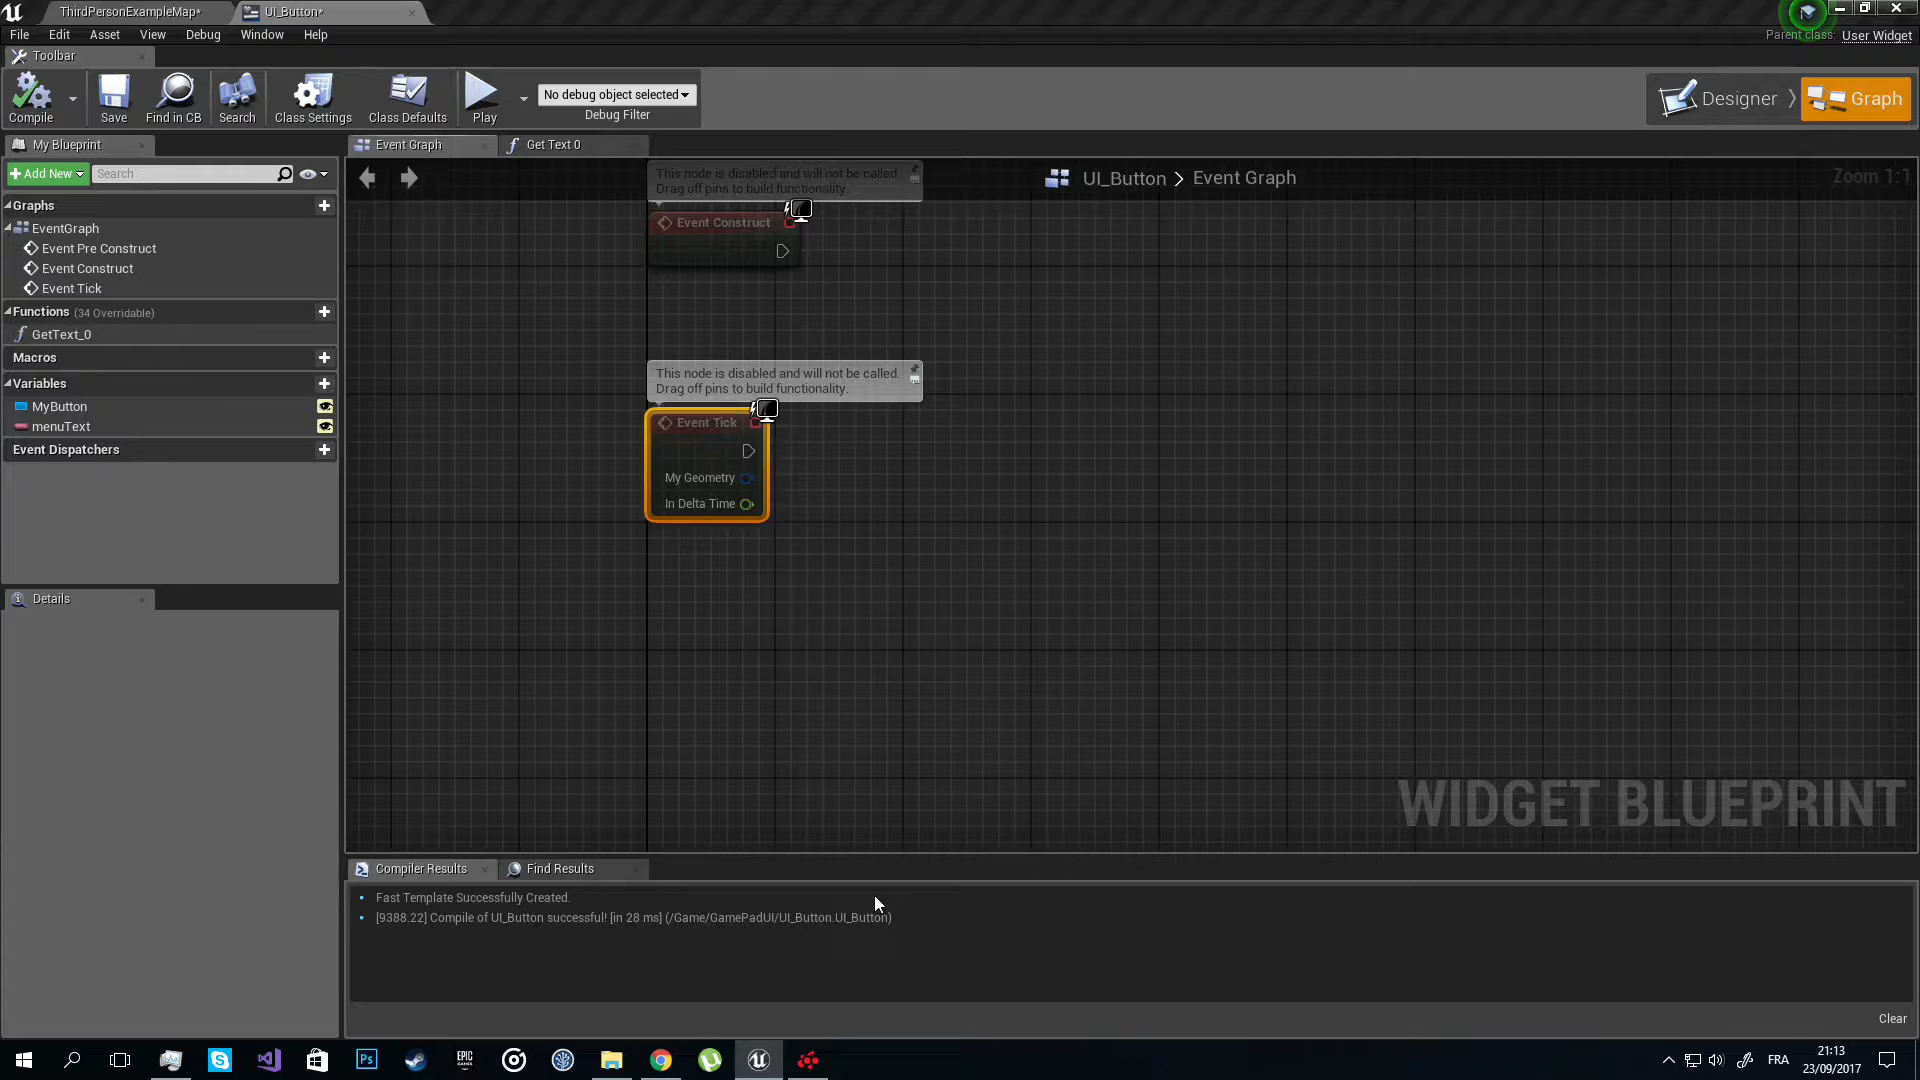 ThirdPersonExampleMap*
UI_Button*
File Edit Asset View Debug Window Help
Parent class: User Widget
Toolbar
Compile
Save
Find in CB
Search
Class Settings
Class Defaults
Play
No debug object selected
Debug Filter
Designer
Graph
My Blueprint
Event Graph
Get Text 0
Add New
Search
UI_Button > Event Graph
Zoom 1:1
Graphs
EventGraph
Event Pre Construct
Event Construct
Event Tick
Functions (34 Overridable)
GetText_0
Macros
Variables
MyButton
menuText
Event Dispatchers
Details
This node is disabled and will not be called.
Drag off pins to build functionality.
Event Construct
This node is disabled and will not be called.
Drag off pins to build functionality.
Event Tick
My Geometry
In Delta Time
WIDGET BLUEPRINT
Compiler Results
Find Results
Fast Template Successfully Created.
[9388.22] Compile of UI_Button successful! [in 28 ms] (/Game/GamePadUI/UI_Button.UI_Button)
Clear
Ps
EPIC
GAMES
FRA
21:13
23/09/2017